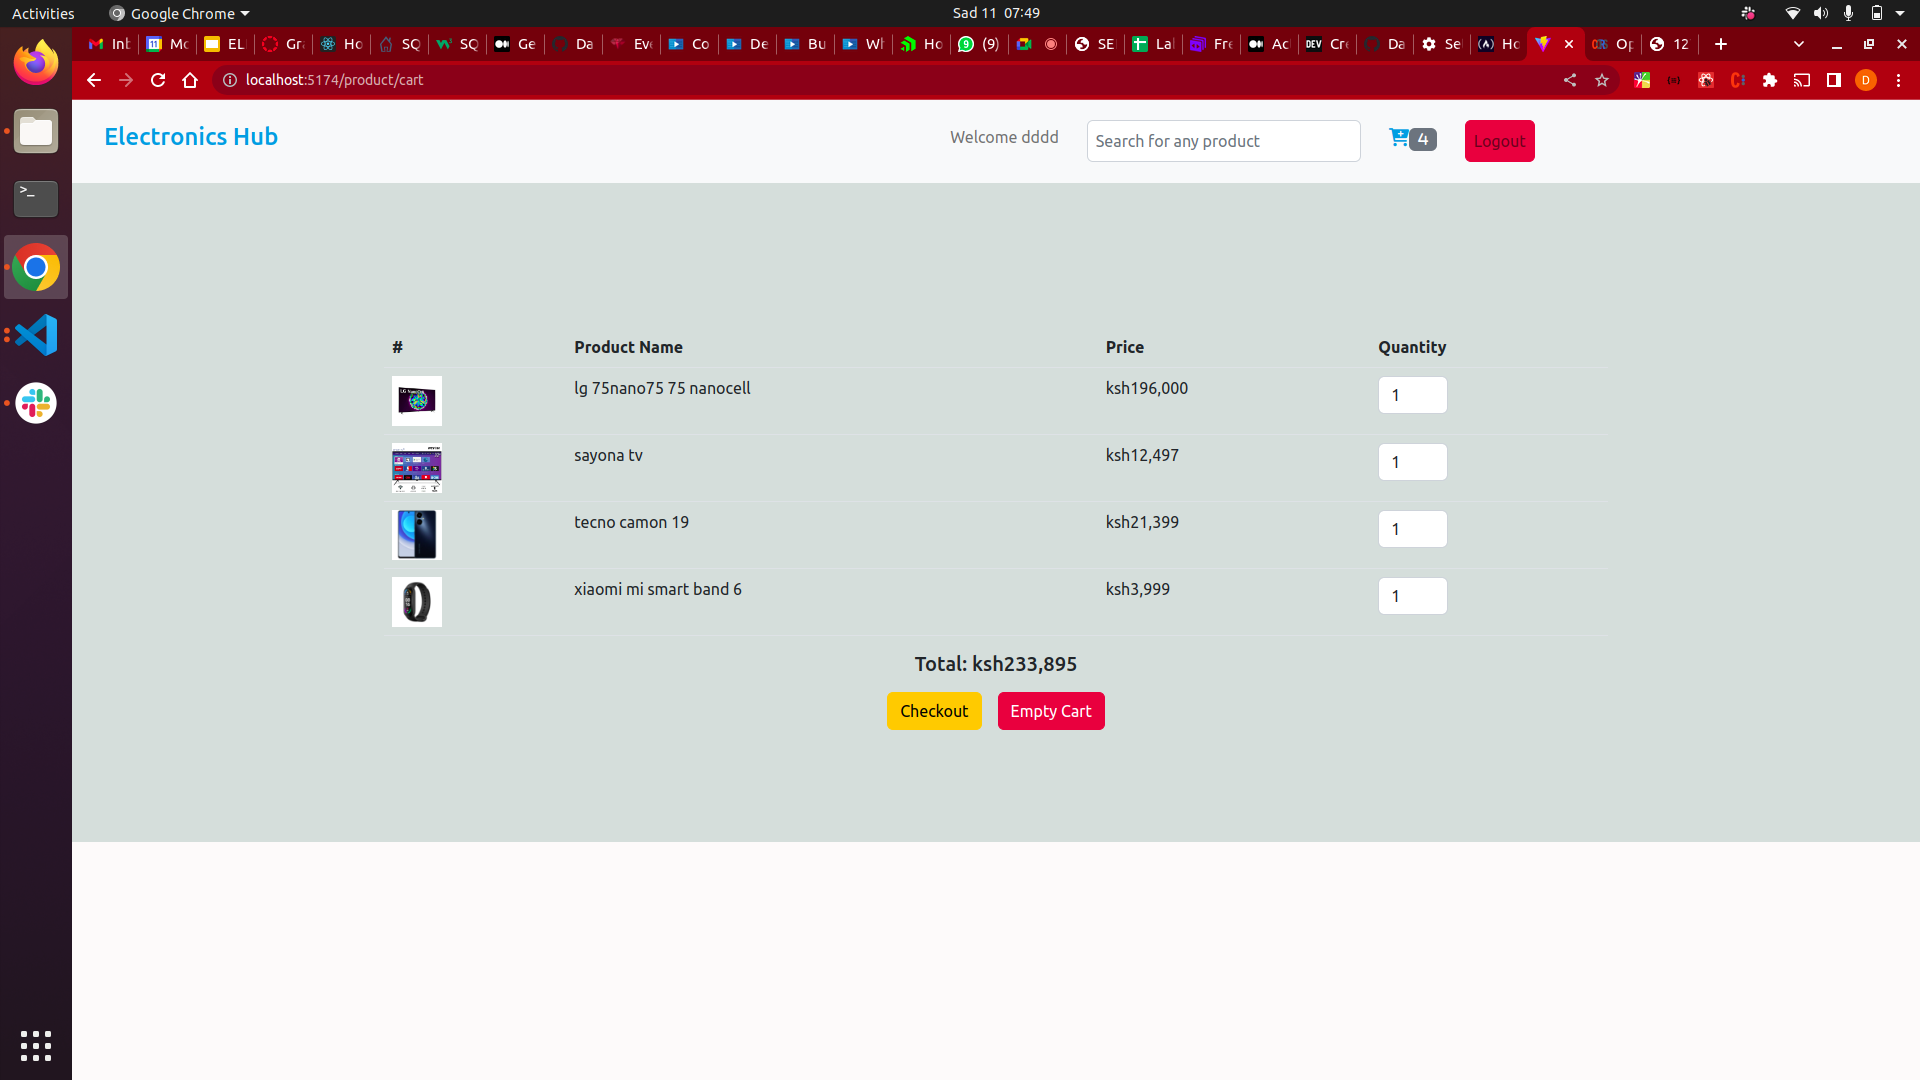 Activities Google Chrome Sad 11 07:49
Int Mc EL Gra Ho SQ SQ Ge Da Eve Co De Bu Wh Ho (9) SE Lal Fre Ac Cre Da Se Ho Op 12
localhost:5174/product/cart D
Electronics Hub Welcome dddd Search for any product 4 Logout
# Product Name Price Quantity
lg 75nano75 75 nanocell ksh196,000 1
sayona tv ksh12,497 1
tecno camon 19 ksh21,399 1
xiaomi mi smart band 6 ksh3,999 1
Total: ksh233,895
Checkout Empty Cart